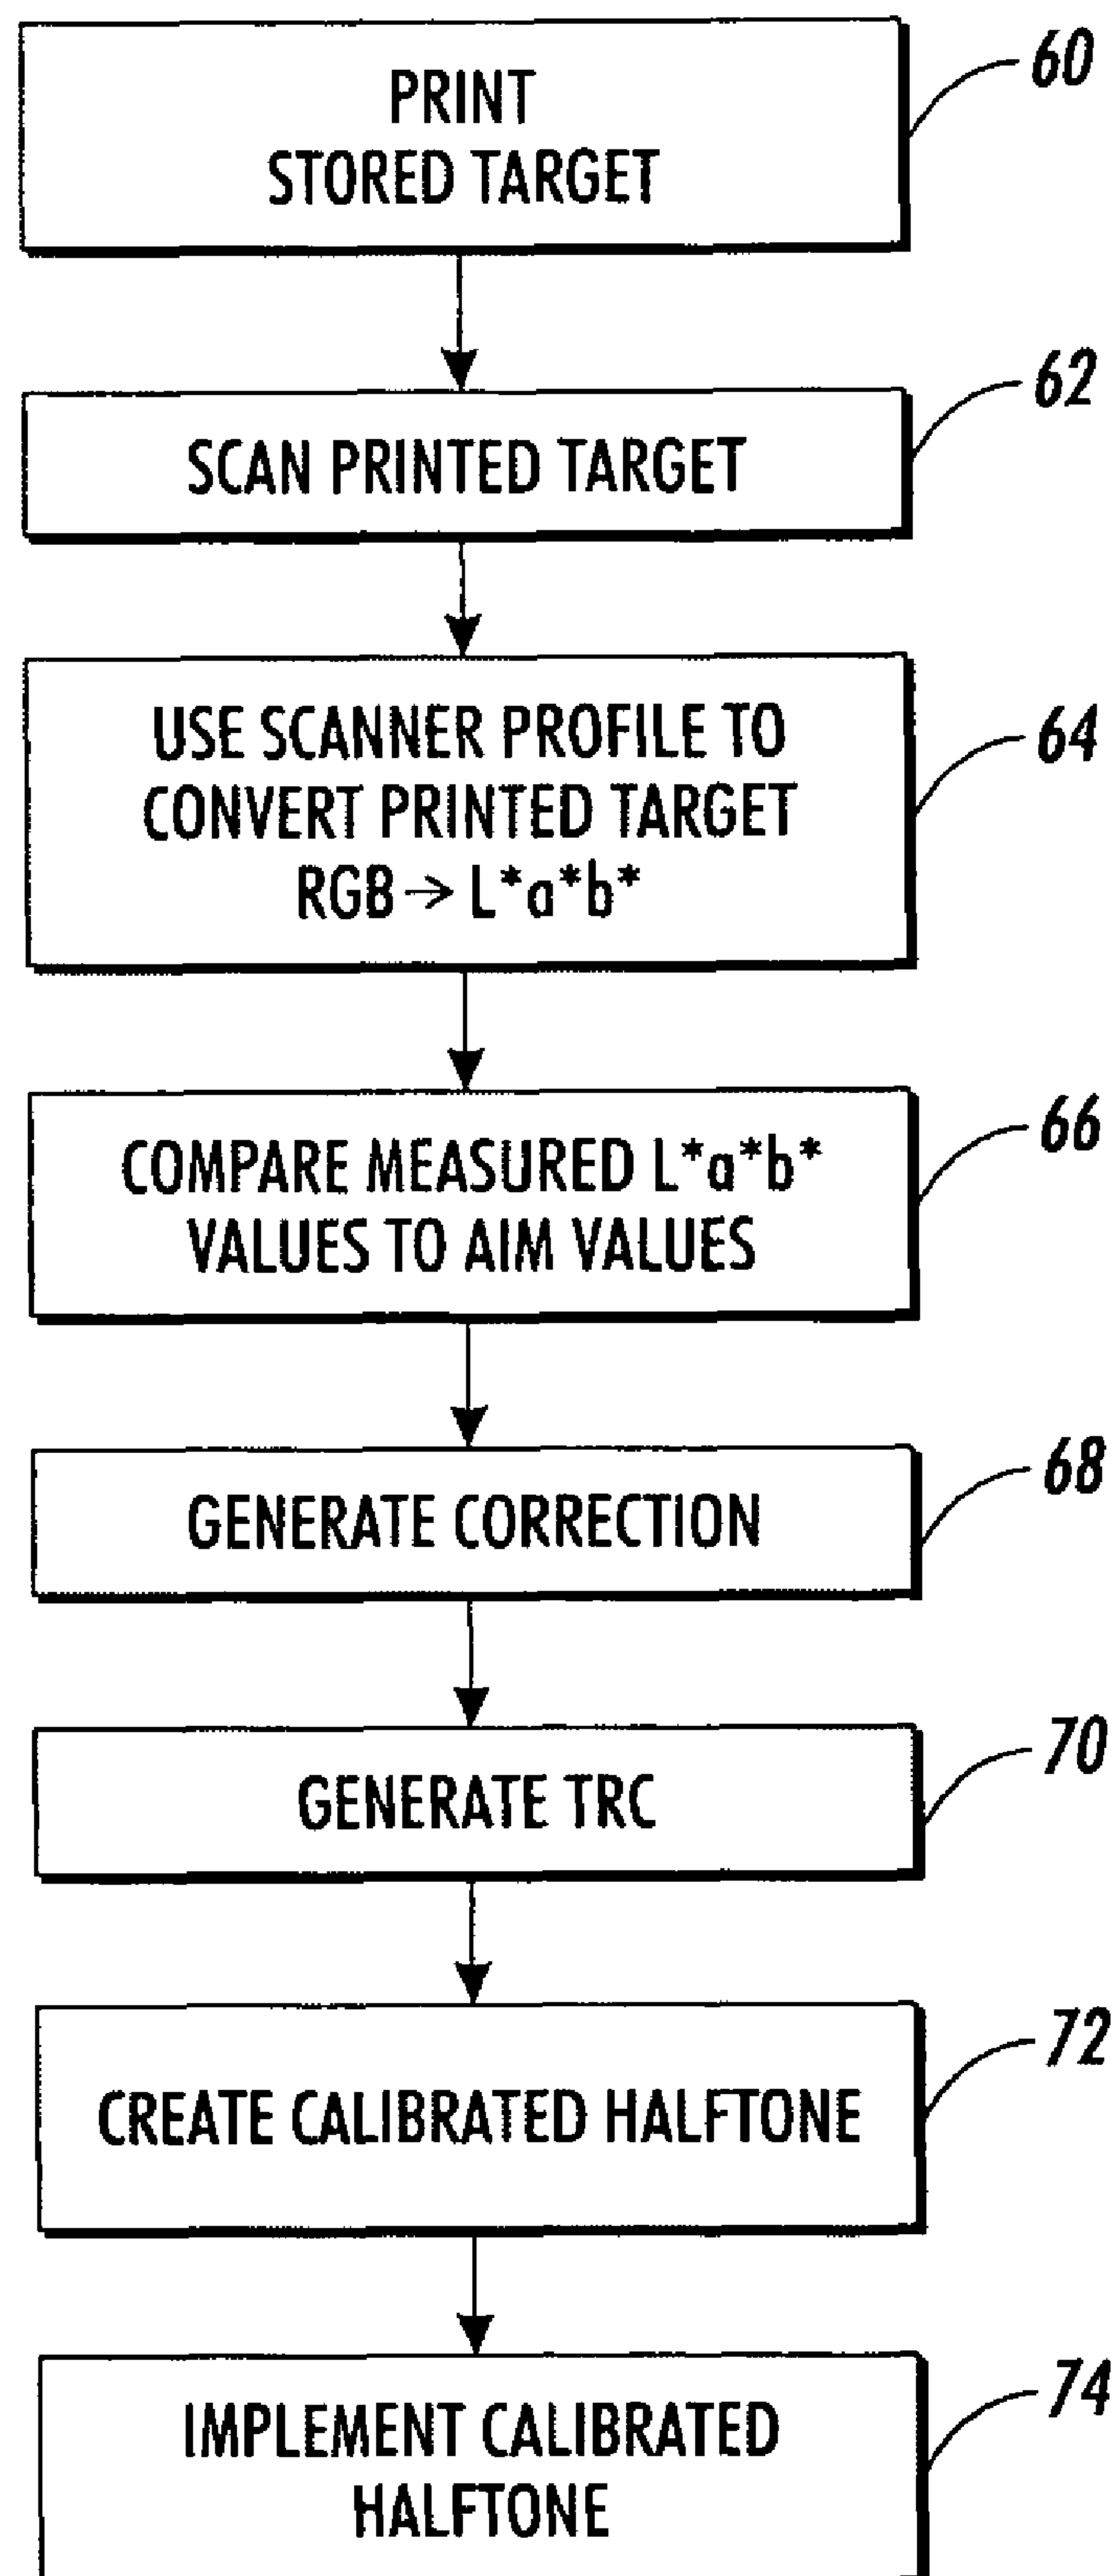 PRINT
STORED TARGET
60
SCAN PRINTED TARGET
62
USE SCANNER PROFILE TO
CONVERT PRINTED TARGET
RGB → L*a*b*
64
COMPARE MEASURED L*a*b*
VALUES TO AIM VALUES
66
GENERATE CORRECTION
68
GENERATE TRC
70
CREATE CALIBRATED HALFTONE
72
IMPLEMENT CALIBRATED
HALFTONE
74